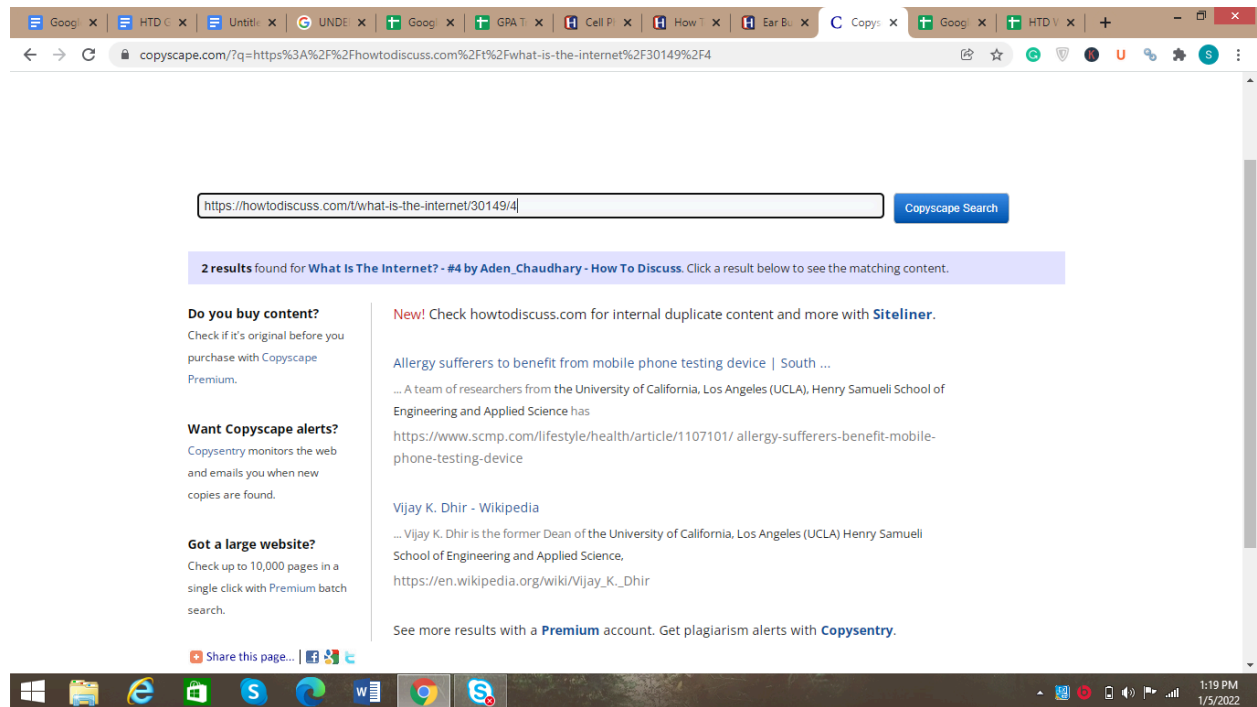 Googl
HTD G
Untitle
UNDE
Googl
GPA T
Cell P
How T
Ear Bu
Copys
Googl
HTD V
copyscape.com/?q=https%3A%2F%2Fhowtodiscuss.com%2Ft%2Fwhat-is-the-internet%2F30149%2F4
https://howtodiscuss.com/t/what-is-the-internet/30149/4
Copyscape Search
2 results found for What Is The Internet? - #4 by Aden_Chaudhary - How To Discuss. Click a result below to see the matching content.
Do you buy content?
Check if it's original before you
purchase with Copyscape
Premium.
Want Copyscape alerts?
Copysentry monitors the web
and emails you when new
copies are found.
Got a large website?
Check up to 10,000 pages in a
single click with Premium batch
search.
Share this page... |
New! Check howtodiscuss.com for internal duplicate content and more with Siteliner.
Allergy sufferers to benefit from mobile phone testing device | South ...
... A team of researchers from the University of California, Los Angeles (UCLA), Henry Samueli School of
Engineering and Applied Science has
https://www.scmp.com/lifestyle/health/article/1107101/ allergy-sufferers-benefit-mobile-
phone-testing-device
Vijay K. Dhir - Wikipedia
... Vijay K. Dhir is the former Dean of the University of California, Los Angeles (UCLA) Henry Samueli
School of Engineering and Applied Science,
https://en.wikipedia.org/wiki/Vijay_K._Dhir
See more results with a Premium account. Get plagiarism alerts with Copysentry.
1:19 PM
1/5/2022